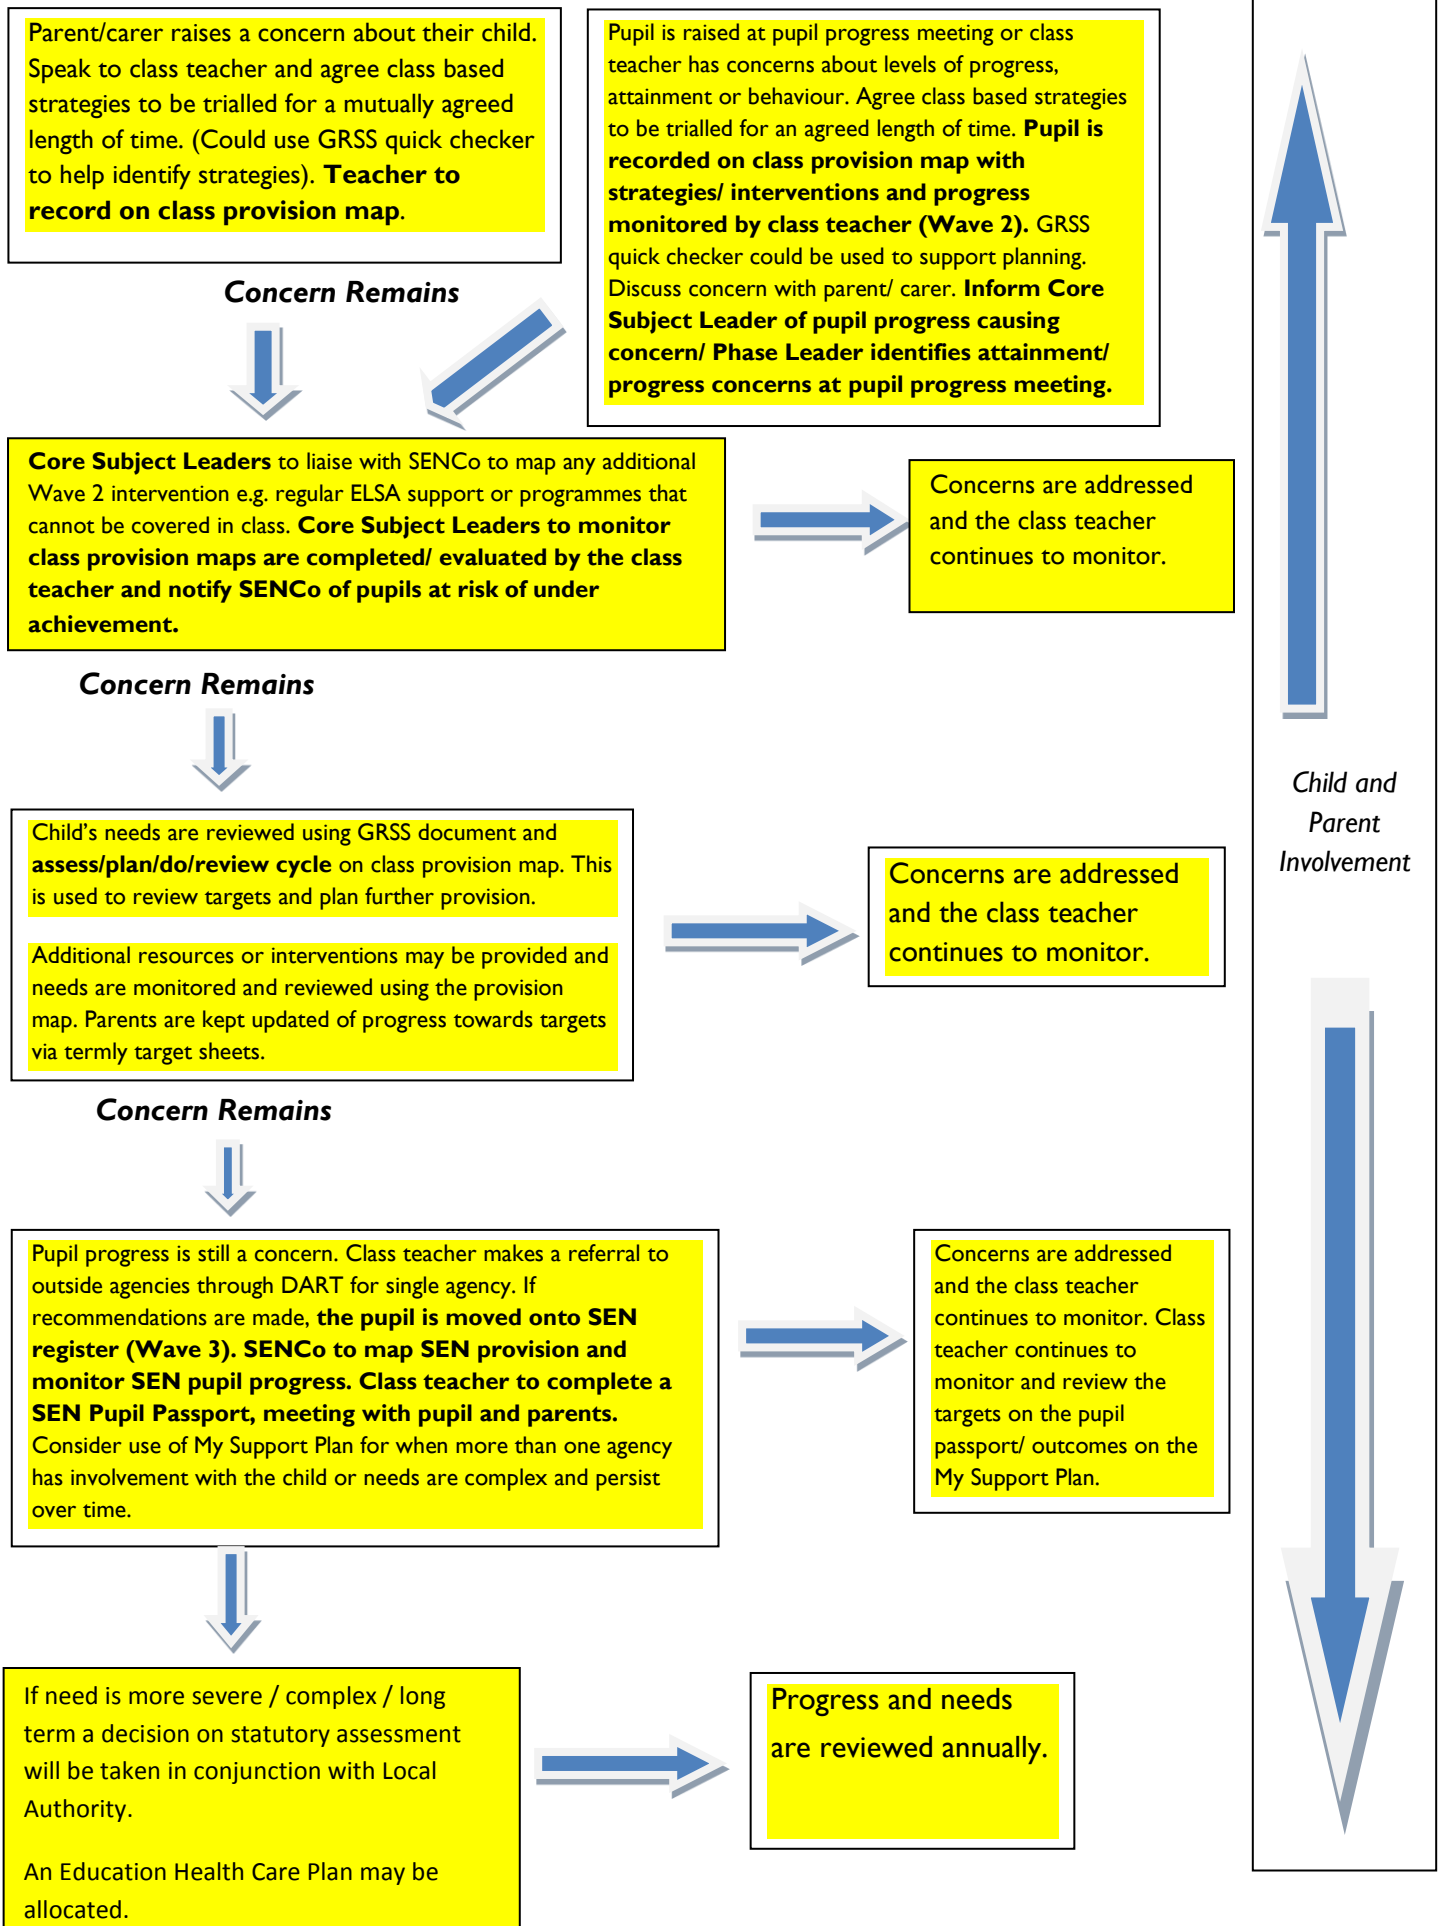 Parent/carer raises a concern about their child.
Speak to class teacher and agree class based
strategies to be trialled for a mutually agreed
length of time. (Could use GRSS quick checker
to help identify strategies). Teacher to
record on class provision map.
Pupil is raised at pupil progress meeting or class
teacher has concerns about levels of progress,
attainment or behaviour. Agree class based strategies
to be trialled for an agreed length of time. Pupil is
recorded on class provision map with
strategies/ interventions and progress
monitored by class teacher (Wave 2). GRSS
quick checker could be used to support planning.
Discuss concern with parent/ carer. Inform Core
Subject Leader of pupil progress causing
concern/ Phase Leader identifies attainment/
progress concerns at pupil progress meeting.
Concern Remains
Core Subject Leaders to liaise with SENCo to map any additional
Wave 2 intervention e.g. regular ELSA support or programmes that
cannot be covered in class. Core Subject Leaders to monitor
class provision maps are completed/ evaluated by the class
teacher and notify SENCo of pupils at risk of under
achievement.
Concerns are addressed
and the class teacher
continues to monitor.
Concern Remains
Child's needs are reviewed using GRSS document and
assess/plan/do/review cycle on class provision map. This
is used to review targets and plan further provision.
Additional resources or interventions may be provided and
needs are monitored and reviewed using the provision
map. Parents are kept updated of progress towards targets
via termly target sheets.
Concerns are addressed
and the class teacher
continues to monitor.
Child and
Parent
Involvement
Concern Remains
Pupil progress is still a concern. Class teacher makes a referral to
outside agencies through DART for single agency. If
recommendations are made, the pupil is moved onto SEN
register (Wave 3). SENCo to map SEN provision and
monitor SEN pupil progress. Class teacher to complete a
SEN Pupil Passport, meeting with pupil and parents.
Consider use of My Support Plan for when more than one agency
has involvement with the child or needs are complex and persist
over time.
Concerns are addressed
and the class teacher
continues to monitor. Class
teacher continues to
monitor and review the
targets on the pupil
passport/ outcomes on the
My Support Plan.
If need is more severe / complex / long
term a decision on statutory assessment
will be taken in conjunction with Local
Authority.
An Education Health Care Plan may be
allocated.
Progress and needs
are reviewed annually.